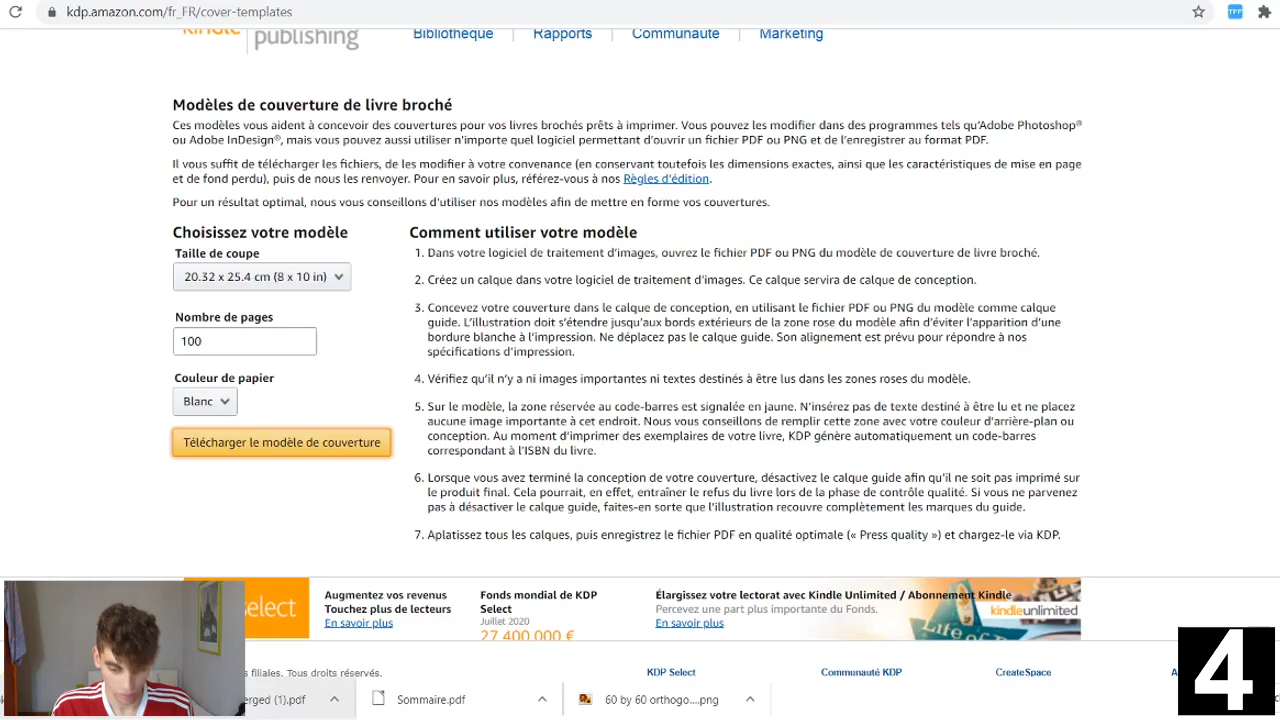 kdp.amazon.com/fr_FR/cover-templates
TFF
kindle
publishing
Bibliothèque
Rapports
Communauté
Marketing
Modèles de couverture de livre broché
Ces modèles vous aident à concevoir des couvertures pour vos livres brochés prêts à imprimer. Vous pouvez les modifier dans des programmes tels qu'Adobe Photoshop®
ou Adobe InDesign®, mais vous pouvez aussi utiliser n'importe quel logiciel permettant d'ouvrir un fichier PDF ou PNG et de l'enregistrer au format PDF.
Il vous suffit de télécharger les fichiers, de les modifier à votre convenance (en conservant toutefois les dimensions exactes, ainsi que les caractéristiques de mise en page
et de fond perdu), puis de nous les renvoyer. Pour en savoir plus, référez-vous à nos Règles d'édition.
Pour un résultat optimal, nous vous conseillons d'utiliser nos modèles afin de mettre en forme vos couvertures.
Choisissez votre modèle
Taille de coupe
20.32 x 25.4 cm (8 x 10 in)
Nombre de pages
100
Couleur de papier
Blanc
Télécharger le modèle de couverture
Comment utiliser votre modèle
1. Dans votre logiciel de traitement d'images, ouvrez le fichier PDF ou PNG du modèle de couverture de livre broché.
2. Créez un calque dans votre logiciel de traitement d'images. Ce calque servira de calque de conception.
3. Concevez votre couverture dans le calque de conception, en utilisant le fichier PDF ou PNG du modèle comme calque
guide. L'illustration doit s'étendre jusqu'aux bords extérieurs de la zone rose du modèle afin d'éviter l'apparition d'une
bordure blanche à l'impression. Ne déplacez pas le calque guide. Son alignement est prévu pour répondre à nos
spécifications d'impression.
4. Vérifiez qu'il n'y a ni images importantes ni textes destinés à être lus dans les zones roses du modèle.
5. Sur le modèle, la zone réservée au code-barres est signalée en jaune. N'insérez pas de texte destiné à être lu et ne placez
aucune image importante à cet endroit. Nous vous conseillons de remplir cette zone avec votre couleur d'arrière-plan ou
conception. Au moment d'imprimer des exemplaires de votre livre, KDP génère automatiquement un code-barres
correspondant à l'ISBN du livre.
6. Lorsque vous avez terminé la conception de votre couverture, désactivez le calque guide afin qu'il ne soit pas imprimé sur
le produit final. Cela pourrait, en effet, entraîner le refus du livre lors de la phase de contrôle qualité. Si vous ne parvenez
pas à désactiver le calque guide, faites-en sorte que l'illustration recouvre complètement les marques du guide.
7. Aplatissez tous les calques, puis enregistrez le fichier PDF en qualité optimale (« Press quality ») et chargez-le via KDP.
select
Augmentez vos revenus
Touchez plus de lecteurs
En savoir plus
Fonds mondial de KDP
Select
Juillet 2020
27 400 000 €
Élargissez votre lectorat avec Kindle Unlimited / Abonnement Kindle
Percevez une part plus importante du Fonds.
En savoir plus
kindleunlimited
filiales. Tous droits réservés.
KDP Select
Communauté KDP
CreateSpace
erged (1).pdf
Sommaire.pdf
60 by 60 orthogo....png
4